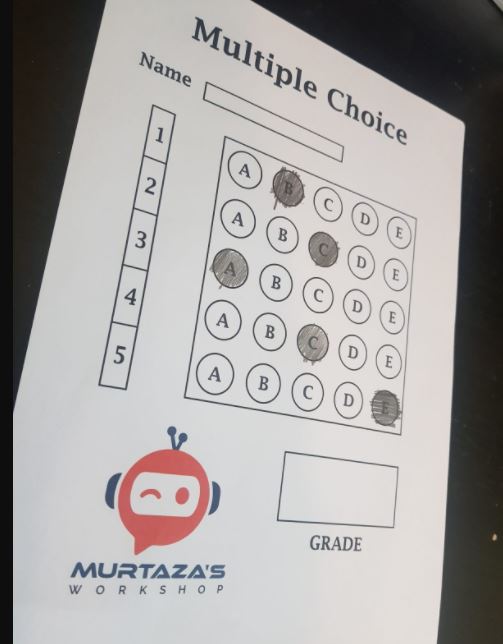 Multiple Choice
Name
1 A B C D E
2 A B C D E
3 A B C D E
4 A B C D E
5 A B C D E
GRADE
MURTAZA'S
WORKSHOP